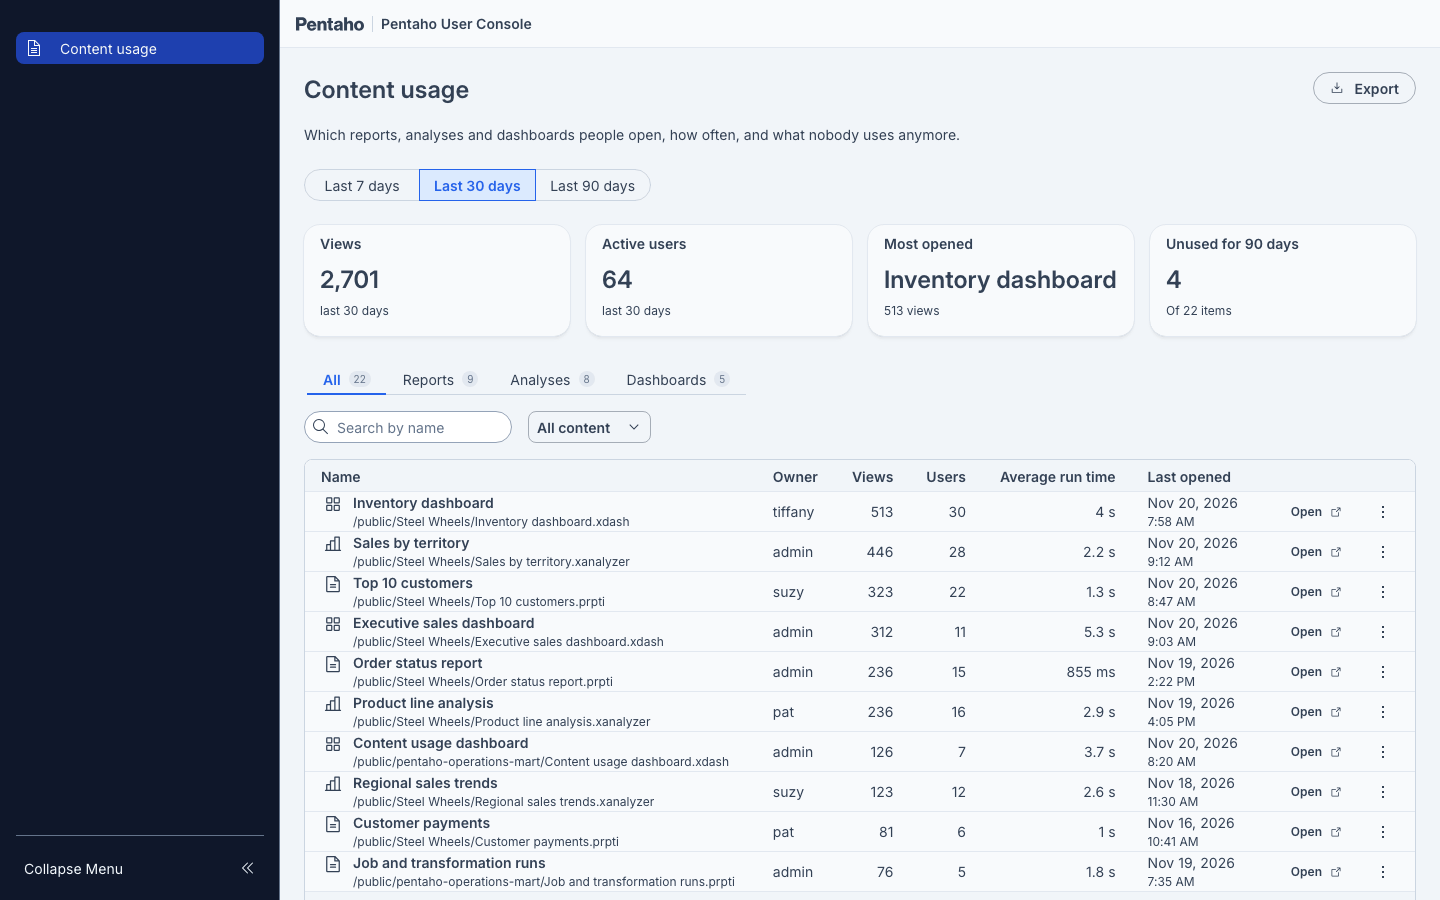 Content usage
Collapse Menu
Pentaho Pentaho User Console
Content usage
Export
Which reports, analyses and dashboards people open, how often, and what nobody uses anymore.
Last 7 days Last 30 days Last 90 days
Views
2,701
last 30 days
Active users
64
last 30 days
Most opened
Inventory dashboard
513 views
Unused for 90 days
4
Of 22 items
All 22 Reports 9 Analyses 8 Dashboards 5
Search by name All content
Name Owner Views Users Average run time Last opened
Inventory dashboard
/public/Steel Wheels/Inventory dashboard.xdash
tiffany 513 30 4 s
Nov 20, 2026
7:58 AM
Open
Sales by territory
/public/Steel Wheels/Sales by territory.xanalyzer
admin 446 28 2.2 s
Nov 20, 2026
9:12 AM
Open
Top 10 customers
/public/Steel Wheels/Top 10 customers.prpti
suzy 323 22 1.3 s
Nov 20, 2026
8:47 AM
Open
Executive sales dashboard
/public/Steel Wheels/Executive sales dashboard.xdash
admin 312 11 5.3 s
Nov 20, 2026
9:03 AM
Open
Order status report
/public/Steel Wheels/Order status report.prpti
admin 236 15 855 ms
Nov 19, 2026
2:22 PM
Open
Product line analysis
/public/Steel Wheels/Product line analysis.xanalyzer
pat 236 16 2.9 s
Nov 19, 2026
4:05 PM
Open
Content usage dashboard
/public/pentaho-operations-mart/Content usage dashboard.xdash
admin 126 7 3.7 s
Nov 20, 2026
8:20 AM
Open
Regional sales trends
/public/Steel Wheels/Regional sales trends.xanalyzer
suzy 123 12 2.6 s
Nov 18, 2026
11:30 AM
Open
Customer payments
/public/Steel Wheels/Customer payments.prpti
pat 81 6 1 s
Nov 16, 2026
10:41 AM
Open
Job and transformation runs
/public/pentaho-operations-mart/Job and transformation runs.prpti
admin 76 5 1.8 s
Nov 19, 2026
7:35 AM
Open